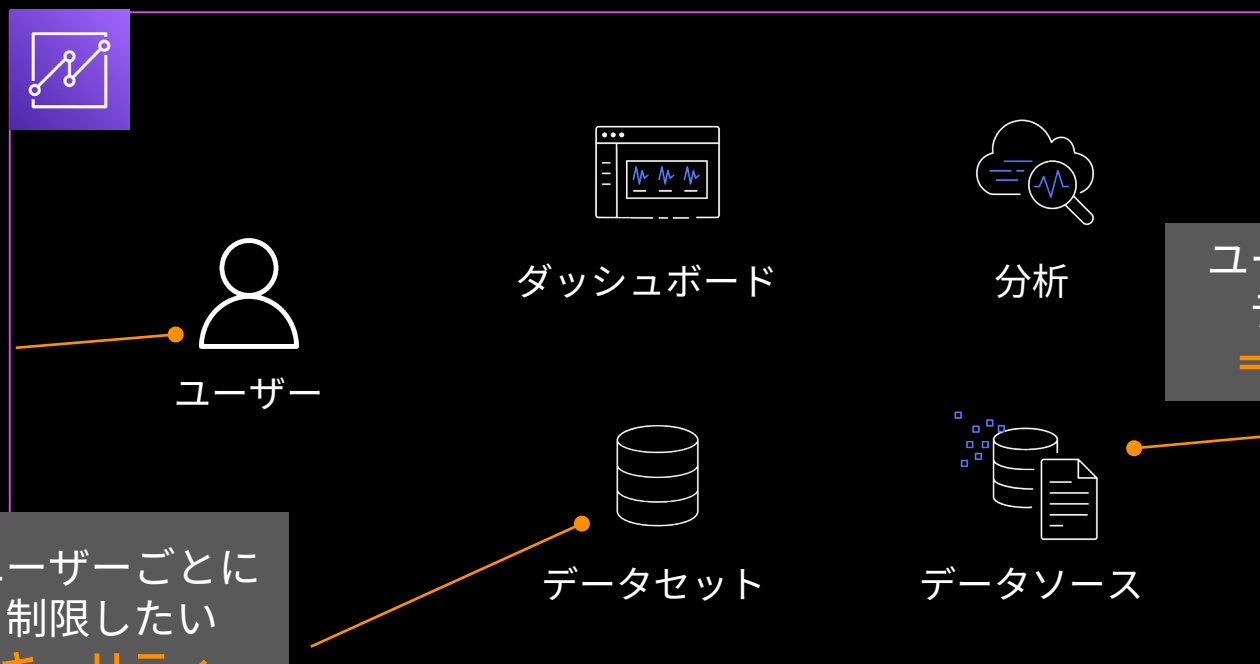 ダッシュボード
分析
ユーザー
データセット
データソース
ーザーごとに
制限したい